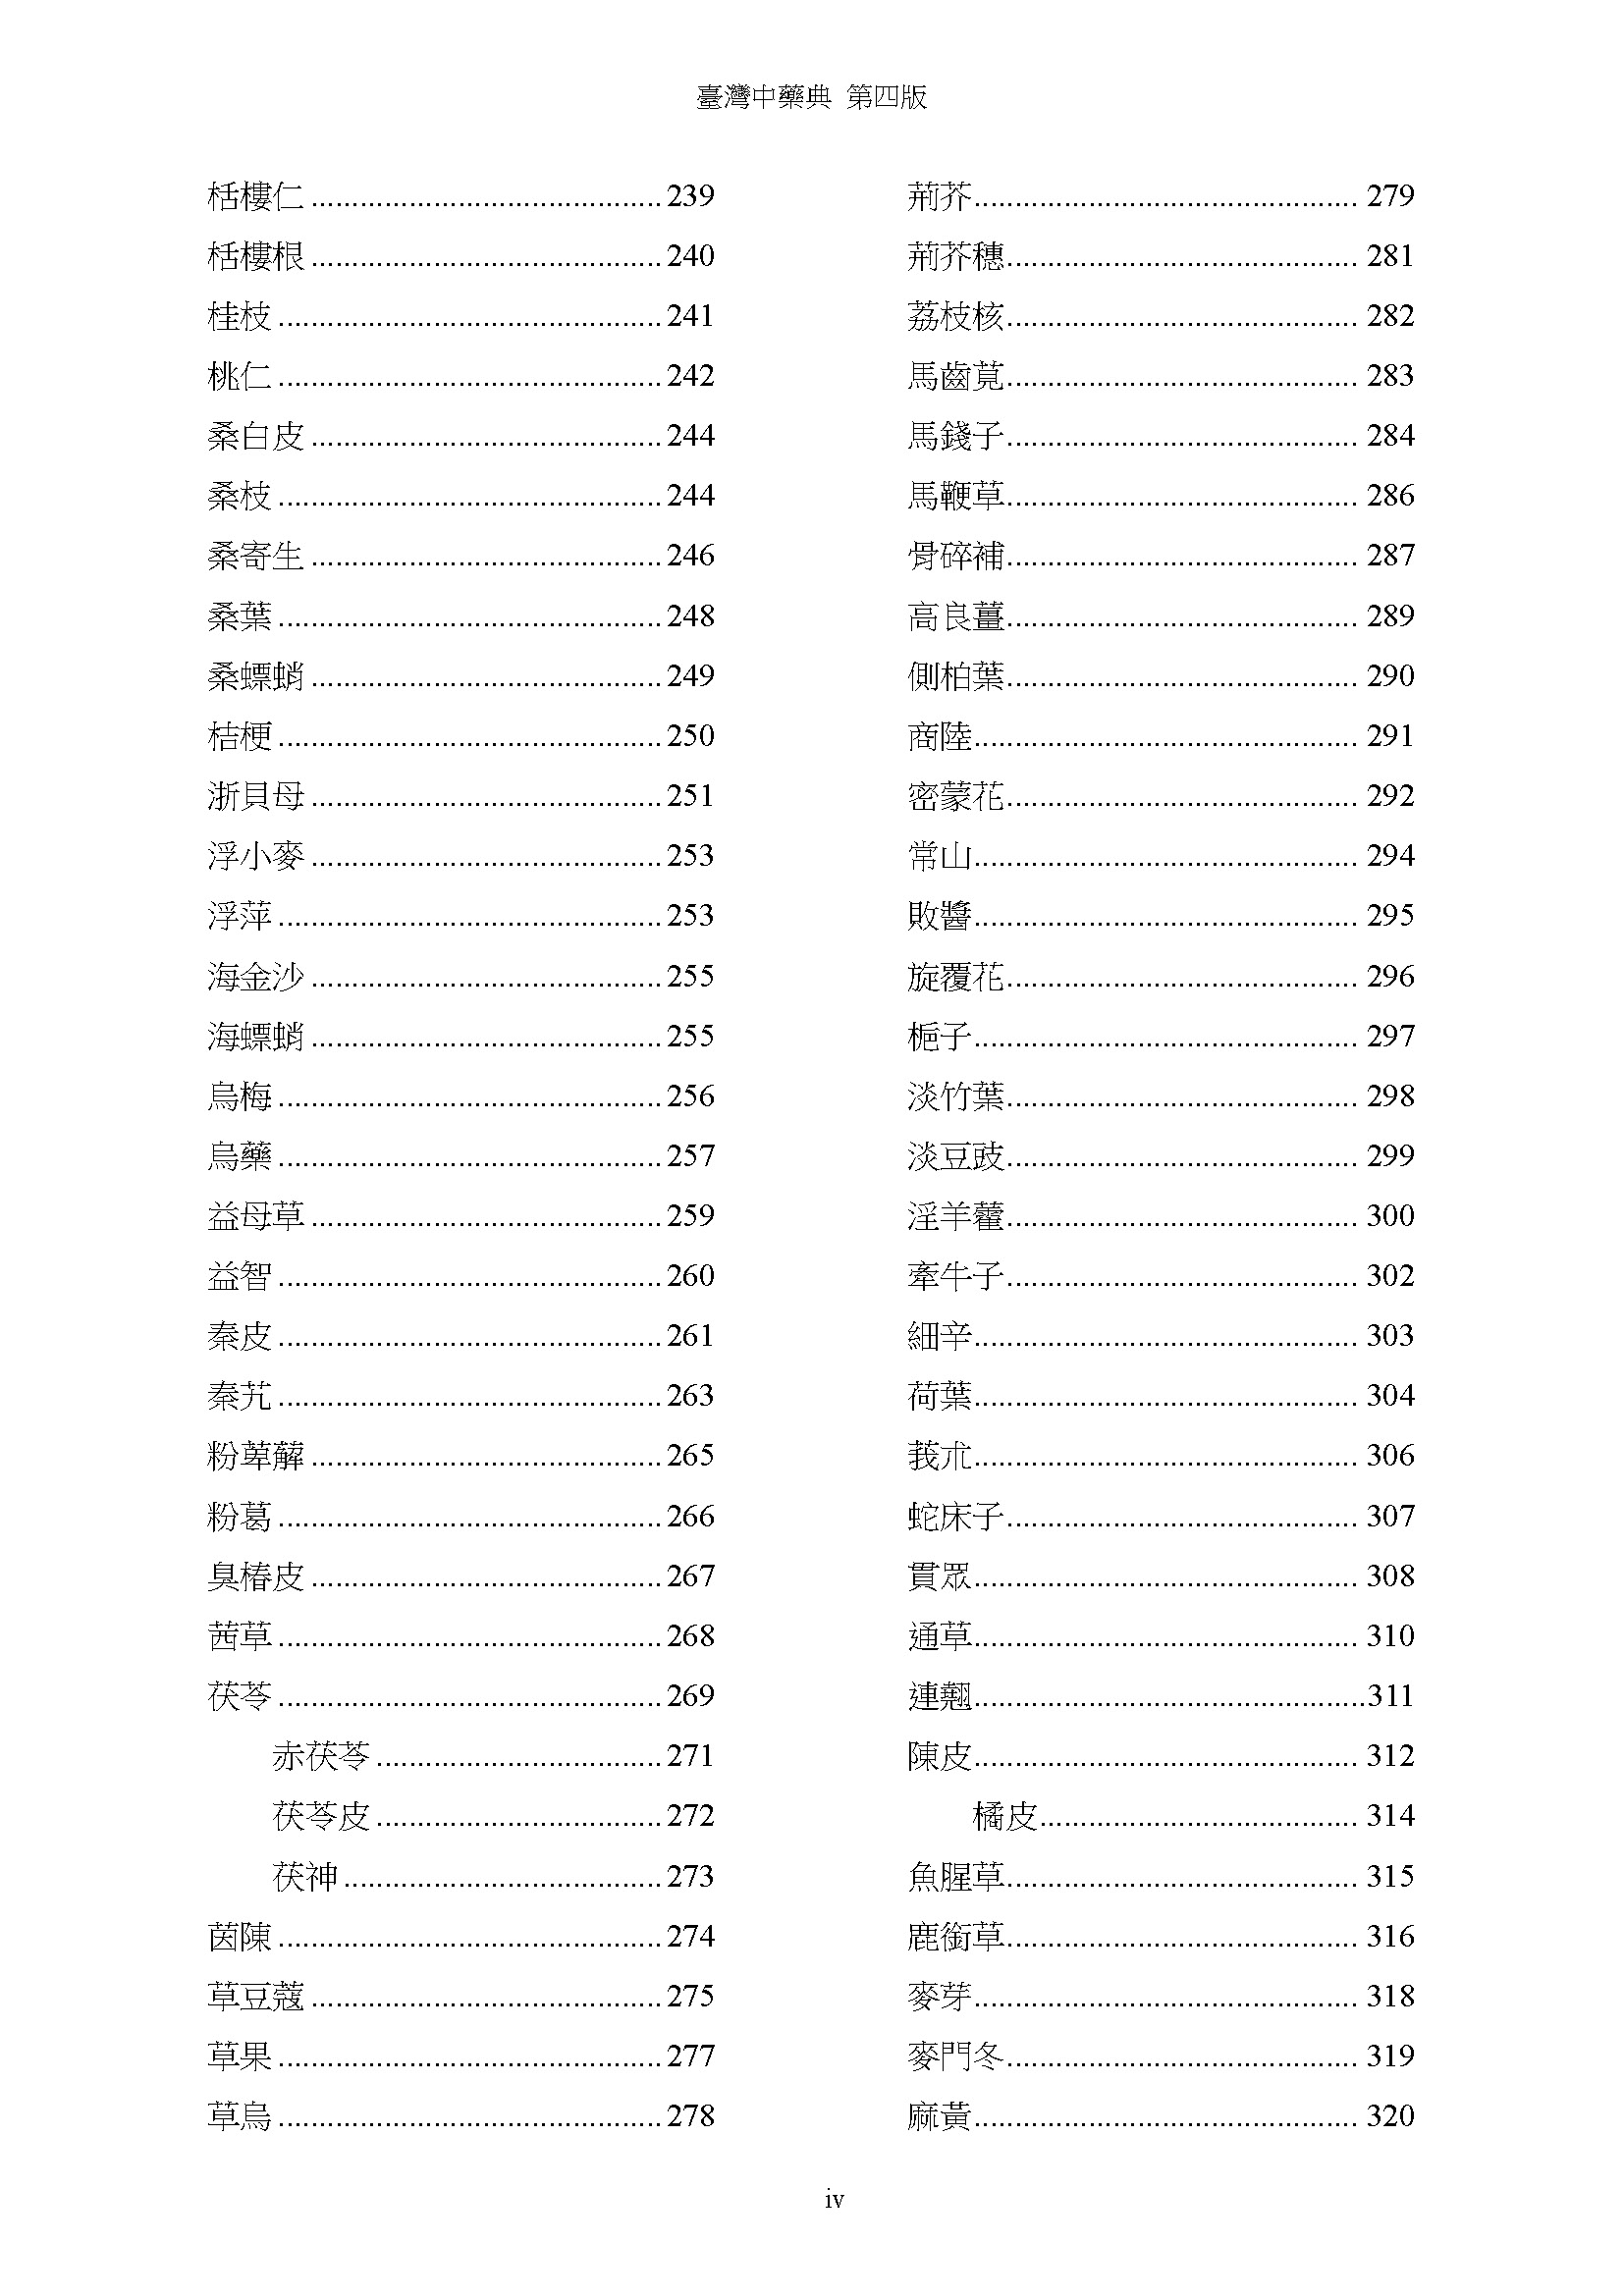 臺灣中藥典 第四版
栝樓仁 ........................................... 239
栝樓根 ........................................... 240
桂枝 ............................................... 241
桃仁 ............................................... 242
桑白皮 ........................................... 244
桑枝 ............................................... 244
桑寄生 ........................................... 246
桑葉 ............................................... 248
桑螵蛸 ........................................... 249
桔梗 ............................................... 250
浙貝母 ........................................... 251
浮小麥 ........................................... 253
浮萍 ............................................... 253
海金沙 ........................................... 255
海螵蛸 ........................................... 255
烏梅 ............................................... 256
烏藥 ............................................... 257
益母草 ........................................... 259
益智 ............................................... 260
秦皮 ............................................... 261
秦艽 ............................................... 263
粉萆薢 ........................................... 265
粉葛 ............................................... 266
臭椿皮 ........................................... 267
茜草 ............................................... 268
茯苓 ............................................... 269
赤茯苓 ................................... 271
茯苓皮 ................................... 272
茯神 ....................................... 273
茵陳 ............................................... 274
草豆蔻 ........................................... 275
草果 ............................................... 277
草烏 ............................................... 278
荊芥............................................... 279
荊芥穗........................................... 281
荔枝核........................................... 282
馬齒莧........................................... 283
馬錢子........................................... 284
馬鞭草........................................... 286
骨碎補........................................... 287
高良薑........................................... 289
側柏葉........................................... 290
商陸............................................... 291
密蒙花........................................... 292
常山............................................... 294
敗醬............................................... 295
旋覆花........................................... 296
梔子............................................... 297
淡竹葉........................................... 298
淡豆豉........................................... 299
淫羊藿........................................... 300
牽牛子........................................... 302
細辛............................................... 303
荷葉............................................... 304
莪朮............................................... 306
蛇床子........................................... 307
貫眾............................................... 308
通草............................................... 310
連翹............................................... 311
陳皮............................................... 312
橘皮....................................... 314
魚腥草........................................... 315
鹿銜草........................................... 316
麥芽............................................... 318
麥門冬........................................... 319
麻黃............................................... 320
iv